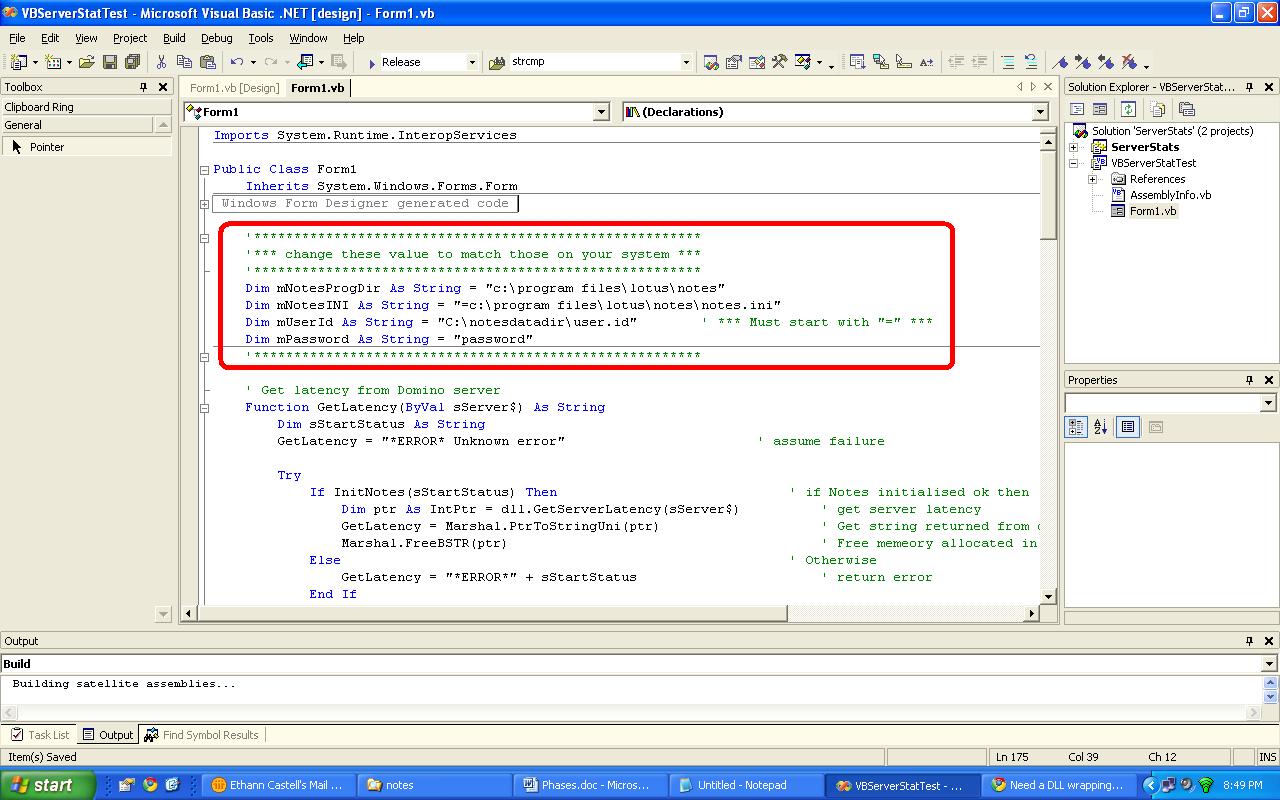 VBServerStatTest - Microsoft Visual Basic .NET [design] - Form1.vb
File Edit View Project Build Debug Tools Window Help
Release strcmp
Toolbox
Clipboard Ring
General
Pointer
Form1.vb [Design] Form1.vb
Form1 (Declarations)
Imports System.Runtime.InteropServices
Public Class Form1
Inherits System.Windows.Forms.Form
Windows Form Designer generated code
'********************************************************
'*** change these value to match those on your system ***
'********************************************************
Dim mNotesProgDir As String = "c:\program files\lotus\notes"
Dim mNotesINI As String = "=c:\program files\lotus\notes\notes.ini"
Dim mUserId As String = "C:\notesdatadir\user.id" ' *** Must start with "=" ***
Dim mPassword As String = "password"
'********************************************************
' Get latency from Domino server
Function GetLatency(ByVal sServer$) As String
Dim sStartStatus As String
GetLatency = "*ERROR* Unknown error" ' assume failure
Try
If InitNotes(sStartStatus) Then ' if Notes initialised ok then
Dim ptr As IntPtr = dll.GetServerLatency(sServer$) ' get server latency
GetLatency = Marshal.PtrToStringUni(ptr) ' Get string returned from
Marshal.FreeBSTR(ptr) ' Free memeory allocated in
Else ' Otherwise
GetLatency = "*ERROR*" + sStartStatus ' return error
End If
Solution Explorer - VBServerStat...
Solution 'ServerStats' (2 projects)
ServerStats
VBServerStatTest
References
AssemblyInfo.vb
Form1.vb
Properties
Output
Build
Building satellite assemblies...
Task List Output Find Symbol Results
Item(s) Saved Ln 175 Col 39 Ch 12 INS
start Ethann Castell's Mail ... notes Phases.doc - Micros... Untitled - Notepad VBServerStatTest - ... Need a DLL wrapping... 8:49 PM